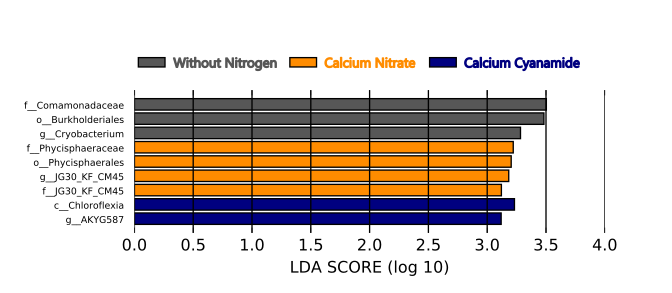 Without Nitrogen Calcium Nitrate Calcium Cyanamide
f__Comamonadaceae
o__Burkholderiales
g__Cryobacterium
f__Phycisphaeraceae
o__Phycisphaerales
g__JG30_KF_CM45
f__JG30_KF_CM45
c__Chloroflexia
g__AKYG587
0.0 0.5 1.0 1.5 2.0 2.5 3.0 3.5 4.0
LDA SCORE (log 10)